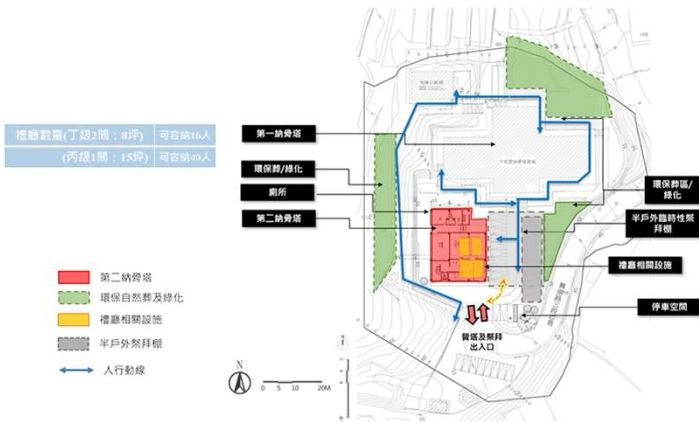 禮廳數量(丁級2間：8坪) 可容納16人
(丙級1間：15坪) 可容納40人
第一納骨塔
環保葬/綠化
廁所
第二納骨塔
環保葬區/
綠化
半戶外臨時性祭
拜棚
禮廳相關設施
停車空間
晉塔及祭拜
出入口
第二納骨塔
環保自然葬及綠化
禮廳相關設施
半戶外祭拜棚
人行動線
N
0 5 10 20M